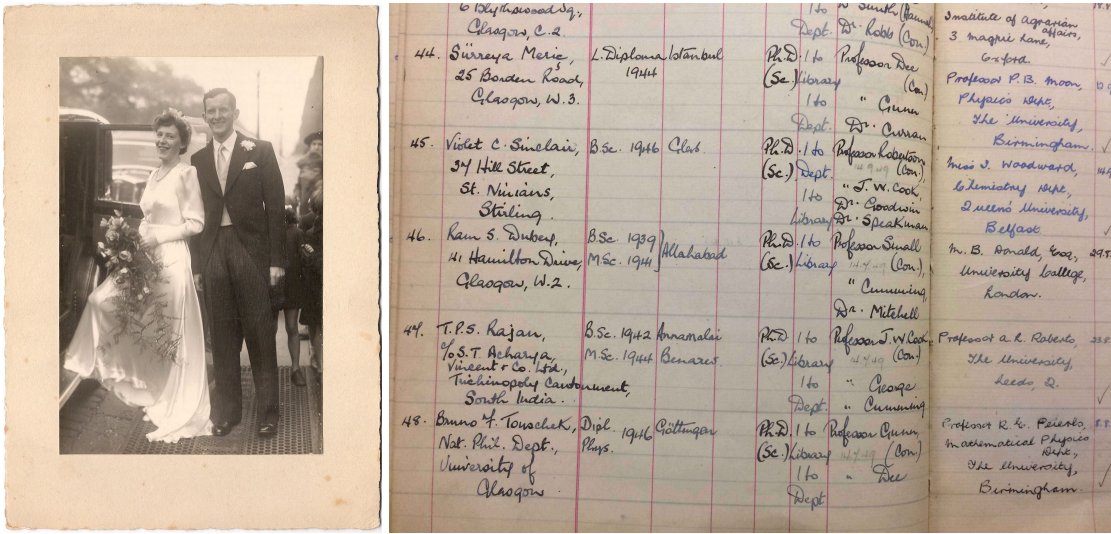 6 Blythswood Sq., 1 to Dr Smith
Glasgow, C.2. Dept. Dr. Robb (Con.)
Institute of Agrarian
affairs,
3 Magpie Lane,
Oxford.
44. Sürreya Meric, L. Diploma Istanbul Ph.D. 1 to Professor Dee
25 Borden Road, 1944 (Sc.) Library (Con.)
Glasgow, W.3. 1 to " Gunn
Dept. Dr. Curran
Professor P.B. Moon,
Physics Dept,
The University,
Birmingham.
45. Violet C. Sinclair, B.Sc. 1946 Glas. Ph.D. 1 to Professor Robertson
37 Hill Street, (Sc.) Dept. 14.9.49 (Con.)
St. Ninians, 1 to " J.W. Cook,
Stirling. Dr. Goodwin
Library Dr. Speakman
Miss I. Woodward,
Chemistry Dept,
Queen's University,
Belfast.
46. Ram S. Dubey, B.Sc. 1939 Allahabad Ph.D. 1 to Professor Small
41 Hamilton Drive, M.Sc. 1941 (Sc.) Library (Con.),
Glasgow, W.2. " Cumming
Dr. Mitchell
M. B. Donald, Esq.,
University College,
London.
47. T.P.S. Rajan, B.Sc. 1942 Annamalai Ph.D. 1 to Professor J.W. Cook,
c/o S.T. Acharya, M.Sc. 1944 Benares (Sc.) Library (Con.)
Vincent & Co. Ltd., 1 to " George
Trichinopoly Cantonment, Dept. " Cumming
South India.
Professor A.R. Roberts,
The University,
Leeds, 2.
48. Bruno F. Touschek, Dipl. 1946 Göttingen Ph.D. 1 to Professor Gunn,
Nat. Phil. Dept., Phys. (Sc.) Library (Con.)
University of 1 to " Dee
Glasgow. Dept
Professor R.E. Peierls,
Mathematical Physics
Dept,
The University,
Birmingham.